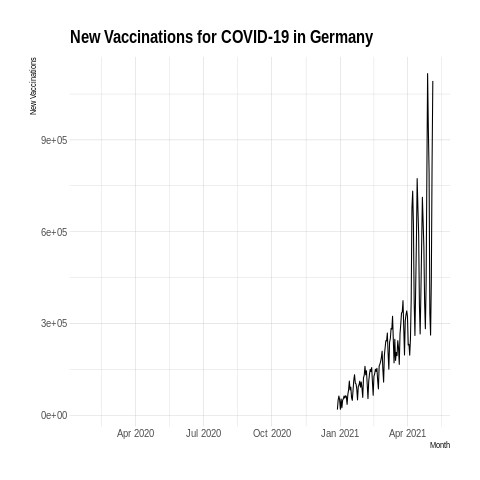 New Vaccinations for COVID-19 in Germany
New Vaccinations
9e+05
6e+05
3e+05
0e+00
Apr 2020 Jul 2020 Oct 2020 Jan 2021 Apr 2021
Month